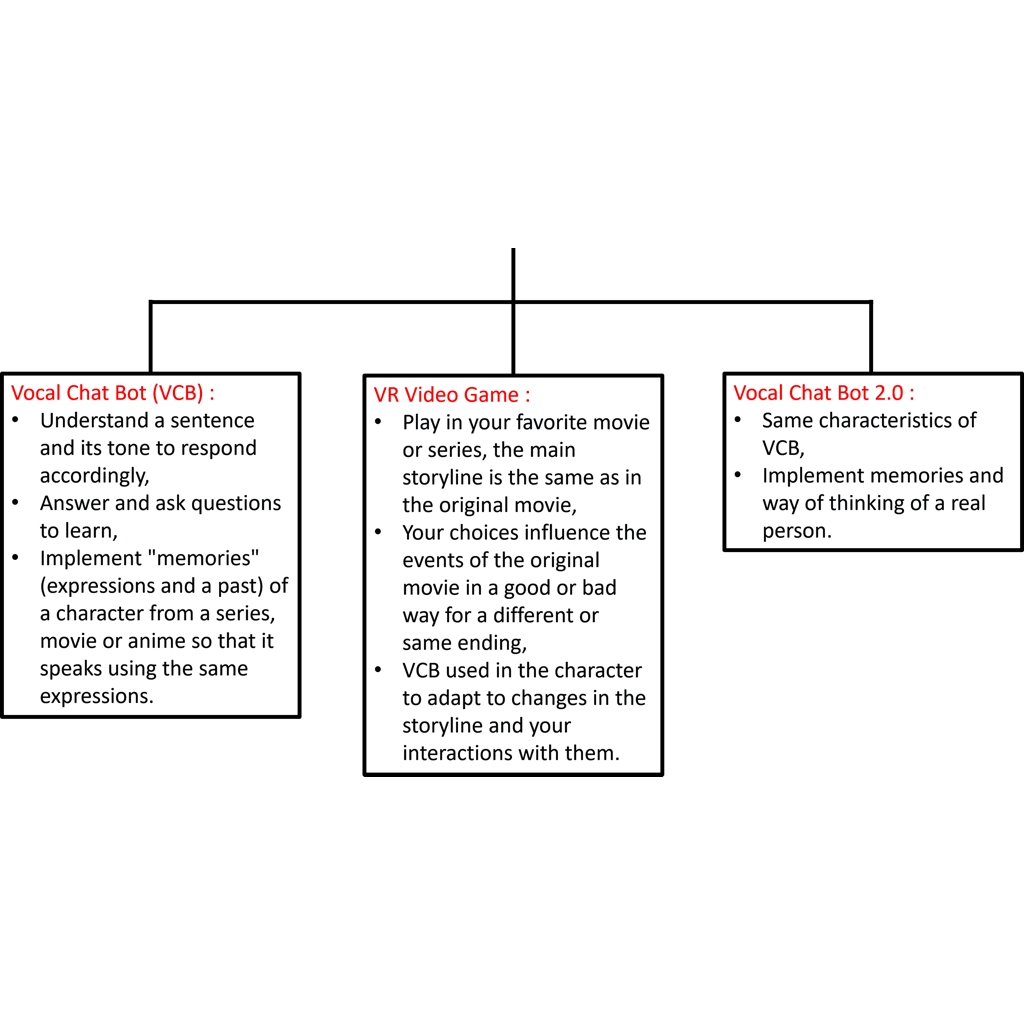 Vocal Chat Bot (VCB) :
• Understand a sentence
and its tone to respond
accordingly,
• Answer and ask questions
to learn,
• Implement "memories"
(expressions and a past) of
a character from a series,
movie or anime so that it
speaks using the same
expressions.
VR Video Game :
• Play in your favorite movie
or series, the main
storyline is the same as in
the original movie,
• Your choices influence the
events of the original
movie in a good or bad
way for a different or
same ending,
• VCB used in the character
to adapt to changes in the
storyline and your
interactions with them.
Vocal Chat Bot 2.0 :
• Same characteristics of
VCB,
• Implement memories and
way of thinking of a real
person.